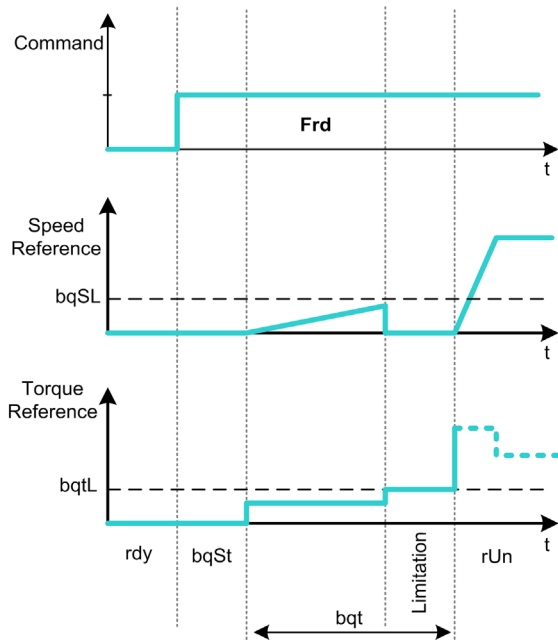 Command
Frd
t
Speed
Reference
bqSL
t
Torque
Reference
bqtL
t
rdy
bqSt
Limitation
rUn
bqt